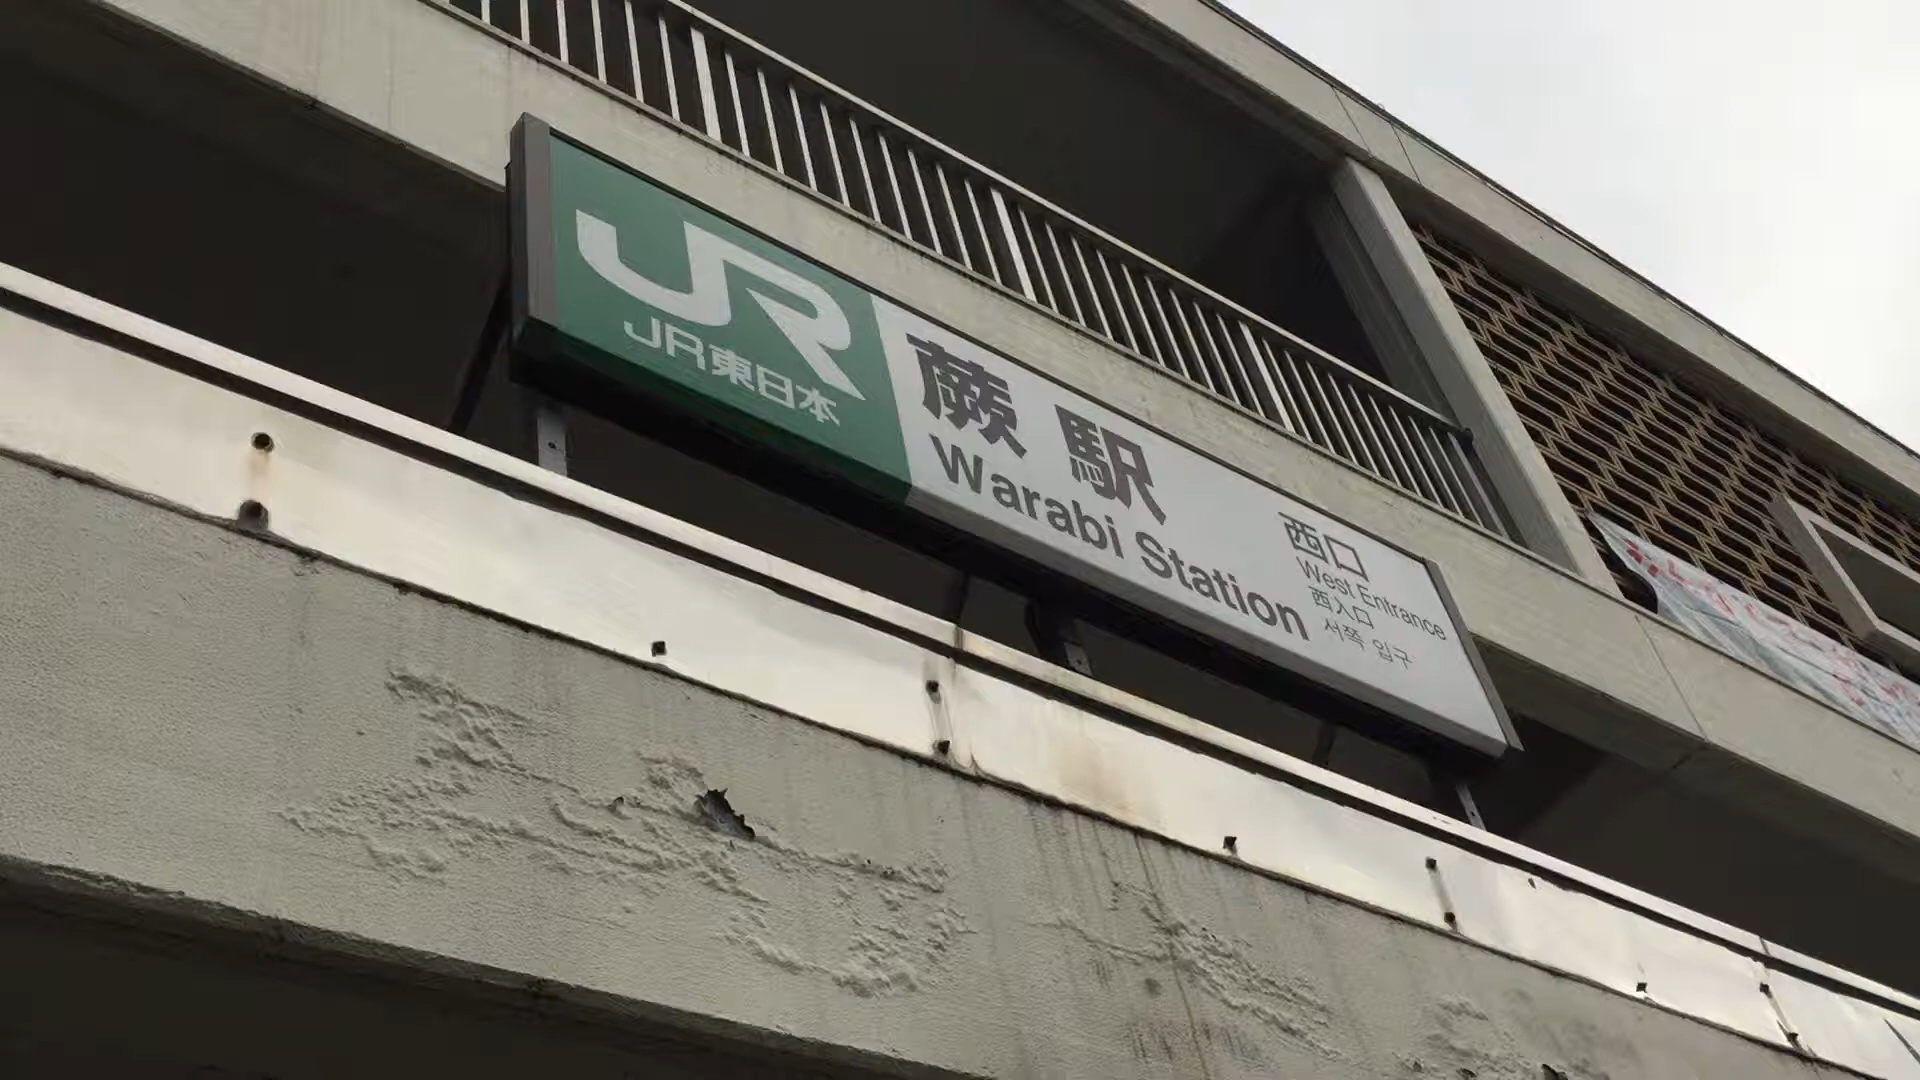 JR
JR東日本
蕨駅
Warabi Station
西口
West Entrance
西入口
서쪽 입구